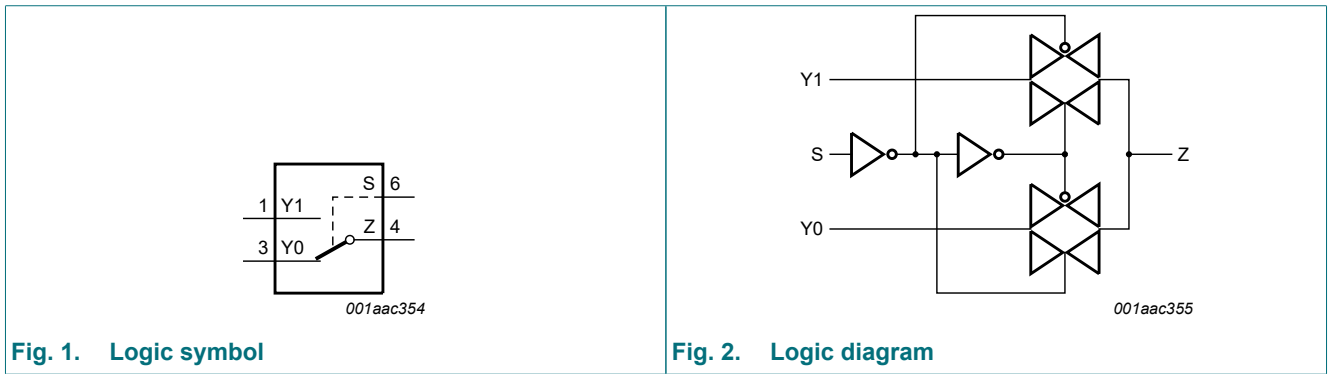 S 6
1 Y1
Z 4
3 Y0
001aac354
Fig. 1. Logic symbol
Y1
S
Z
Y0
001aac355
Fig. 2. Logic diagram